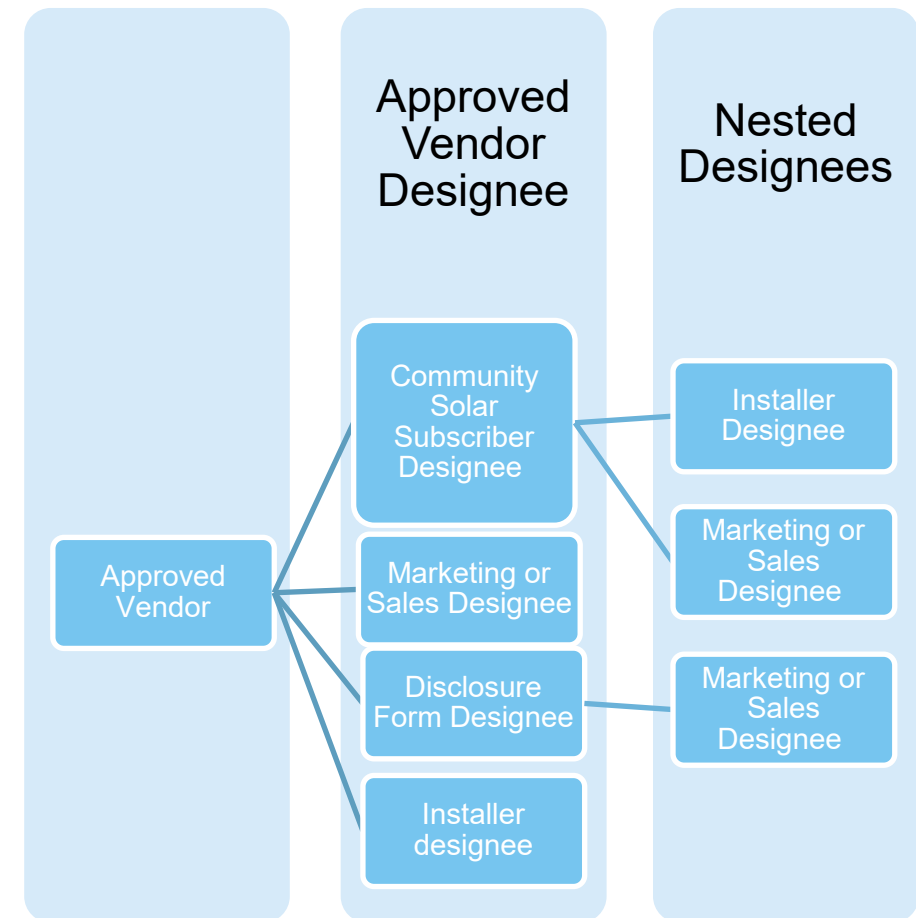 Approved
Vendor
Designee
Nested
Designees
Community
Solar
Subscriber
Designee
Installer
Designee
Marketing or
Sales
Designee
Approved
Vendor
Marketing or
Sales Designee
Disclosure
Form Designee
Marketing or
Sales
Designee
Installer
designee